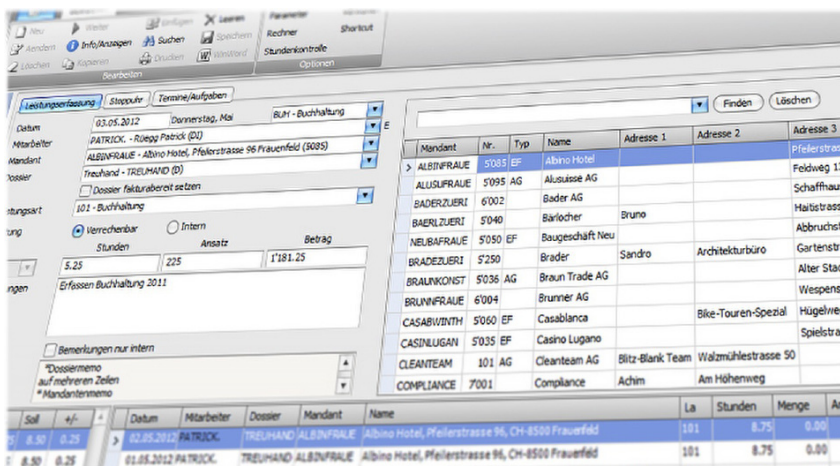 Neu Weiter Einfügen Leeren
Aendern Info/Anzeigen Suchen Speichern
Löschen Kopieren Drucken WinWord
Bearbeiten
Parameter
Rechner Shortcut
Stundenkontrolle
Optionen
Leistungserfassung Stoppuhr Termine/Aufgaben
Datum 03.05.2012 Donnerstag, Mai BUH - Buchhaltung
Mitarbeiter PATRICK. - Rüegg Patrick (DI) E
Mandant ALBINFRAUE - Albino Hotel, Pfeilerstrasse 96 Frauenfeld (5085)
Dossier Treuhand - TREUHAND (D)
Dossier fakturabereit setzen
101 - Buchhaltung
Verrechenbar Intern
Stunden Ansatz Betrag
5.25 225 1'181.25
Erfassen Buchhaltung 2011
Bemerkungen nur intern
*Dossiermemo
auf mehreren Zeilen
*Mandantenmemo
Finden Löschen
Mandant Nr. Typ Name Adresse 1 Adresse 2 Adresse 3
ALBINFRAUE 5'085 EF Albino Hotel Pfeilerstras
ALUSUFRAUE 5'095 AG Alusuisse AG Feldweg 1
BADERZUERI 6'002 Bader AG Schaffhau
BAERLZUERI 5'040 Bärlocher Bruno Haitistrass
NEUBAFRAUE 5'050 EF Baugeschäft Neu Abbruchst
BRADEZUERI 5'250 Brader Sandro Architekturbüro Gartenstr
BRAUNKONST 5'036 AG Braun Trade AG Alter Stad
BRUNNFRAUE 6'004 Brunner AG Wespens
CASABWINTH 5'060 EF Casablanca Bike-Touren-Spezial Hügelwe
CASINLUGAN 5'035 EF Casino Lugano Spielstra
CLEANTEAM 101 AG Cleanteam AG Blitz-Blank Team Walzmühlestrasse 50
COMPLIANCE 7'001 Compliance Achim Am Höhenweg
Soll +/-
8.50 0.25
8.50 0.25
Datum Mitarbeiter Dossier Mandant Name La Stunden Menge
02.05.2012 PATRICK. TREUHAND ALBINFRAUE Albino Hotel, Pfeilerstrasse 96, CH-8500 Frauenfeld 101 8.75 0.00
01.05.2012 PATRICK. TREUHAND ALBINFRAUE Albino Hotel, Pfeilerstrasse 96, CH-8500 Frauenfeld 101 8.75 0.00